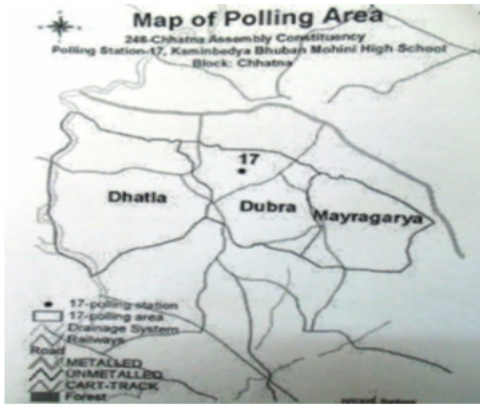 Map of Polling Area
248-Chhatna Assembly Constituency
Polling Station-17, Kaminbedya Bhuban Mohini High School
Block: Chhatna
17
Dhatla
Dubra
Mayragarya
17-polling station
17-polling area
Drainage System
Railways
Road
METALLED
UNMETALLED
CART-TRACK
Forest